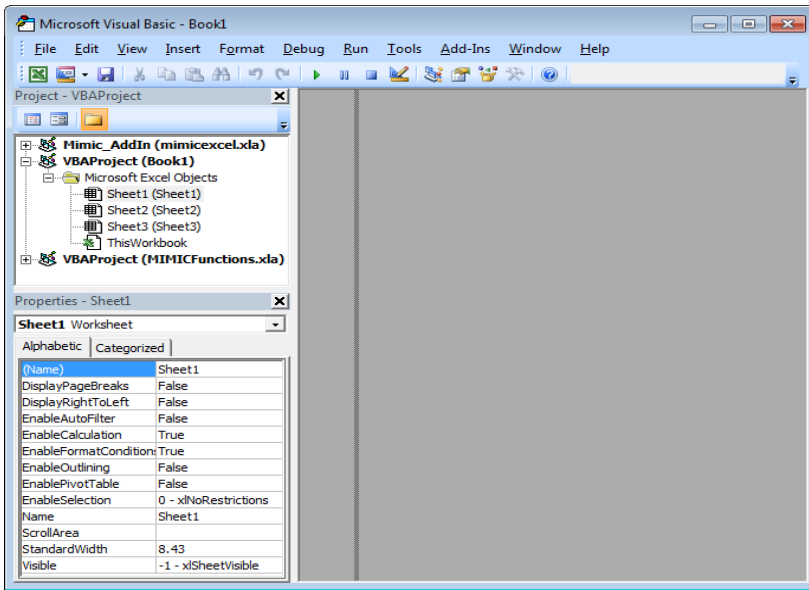 Microsoft Visual Basic - Book1
File Edit View Insert Format Debug Run Tools Add-Ins Window Help
Project - VBAProject
Mimic_AddIn (mimicexcel.xla)
VBAProject (Book1)
Microsoft Excel Objects
Sheet1 (Sheet1)
Sheet2 (Sheet2)
Sheet3 (Sheet3)
ThisWorkbook
VBAProject (MIMICFunctions.xla)
Properties - Sheet1
Sheet1 Worksheet
Alphabetic Categorized
(Name) Sheet1
DisplayPageBreaks False
DisplayRightToLeft False
EnableAutoFilter False
EnableCalculation True
EnableFormatCondition: True
EnableOutlining False
EnablePivotTable False
EnableSelection 0 - xlNoRestrictions
Name Sheet1
ScrollArea
StandardWidth 8.43
Visible -1 - xlSheetVisible